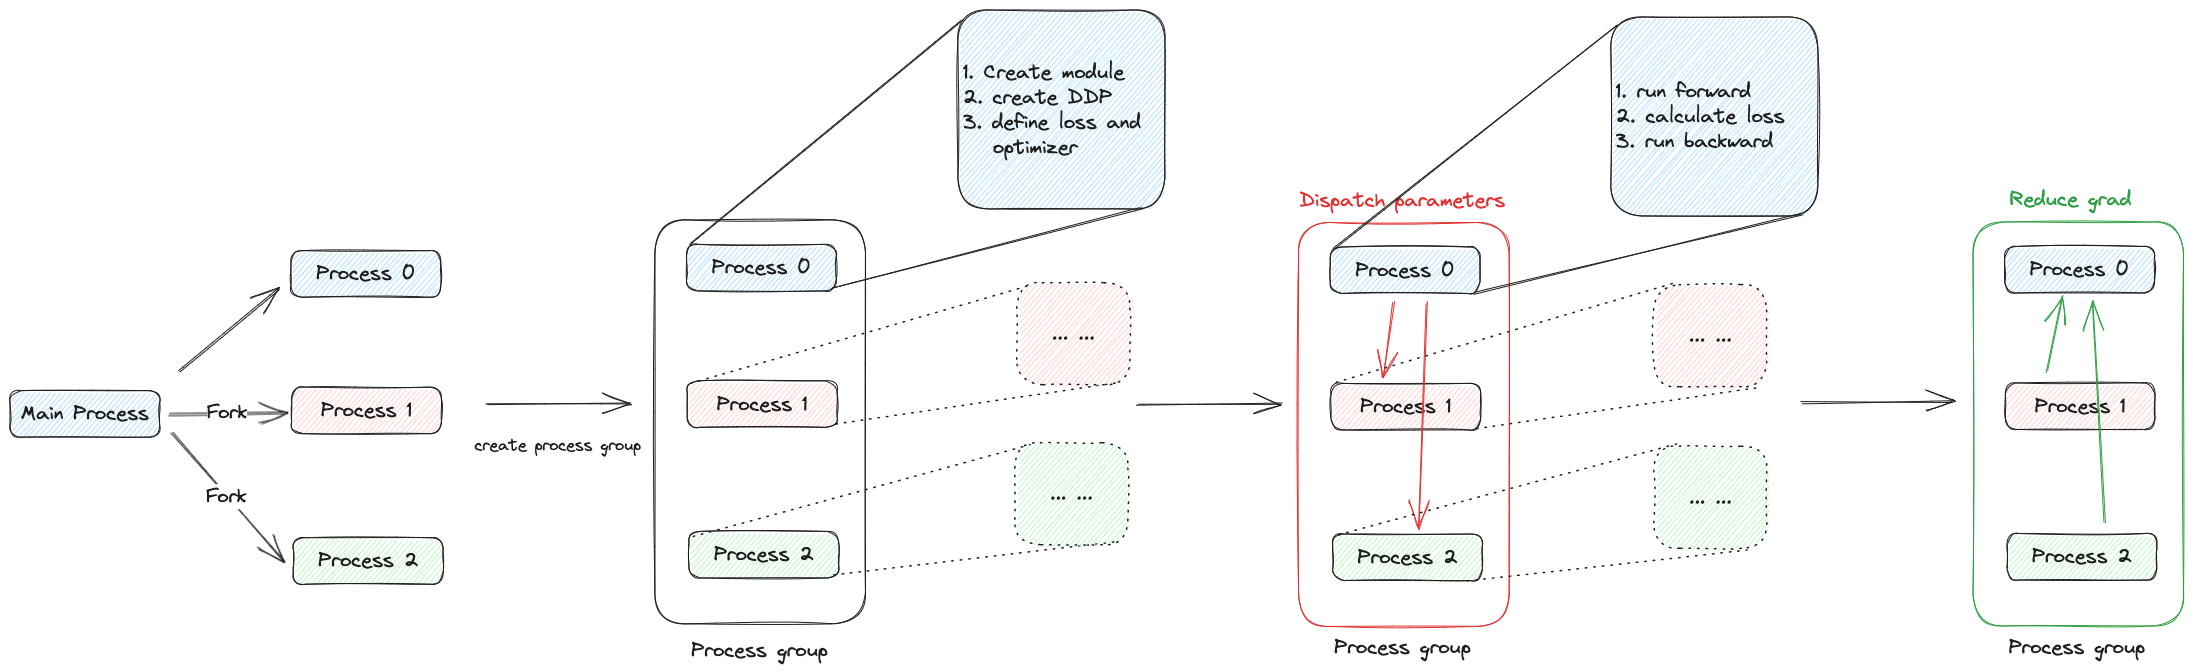 Main Process
Fork
Fork
Process 0
Process 1
Process 2
create process group
Process 0
Process 1
Process 2
Process group
1. Create module
2. create DDP
3. define loss and
optimizer
... ...
... ...
Dispatch parameters
Process 0
Process 1
Process 2
Process group
1. run forward
2. calculate loss
3. run backward
... ...
... ...
Reduce grad
Process 0
Process 1
Process 2
Process group